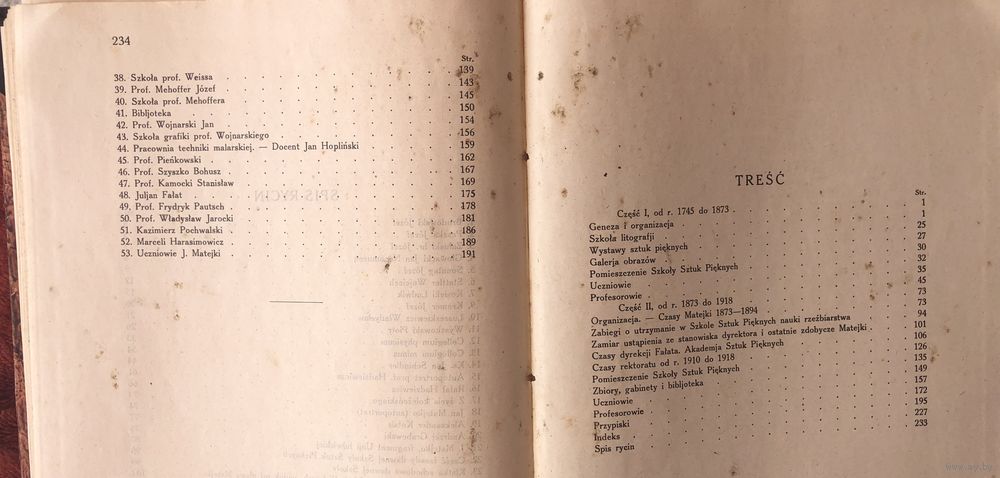 234
Str.
38. Szkoła prof. Weissa 139
39. Prof. Mehoffer Józef 143
40. Szkoła prof. Mehoffera 145
41. Bibljoteka 150
42. Prof. Wojnarski Jan 154
43. Szkoła grafiki prof. Wojnarskiego 156
44. Pracownia techniki malarskiej. — Docent Jan Hopliński 159
45. Prof. Pieńkowski 162
46. Prof. Szyszko Bohusz 167
47. Prof. Kamocki Stanisław 169
48. Juljan Fałat 175
49. Prof. Frydryk Pautsch 178
50. Prof. Władysław Jarocki 181
51. Kazimierz Pochwalski 186
52. Marceli Harasimowicz 189
53. Uczniowie J. Matejki 191
TREŚĆ
Str.
Część I, od r. 1745 do 1873 1
Geneza i organizacja 1
Szkoła litografji 25
Wystawy sztuk pięknych 27
Galerja obrazów 30
Pomieszczenie Szkoły Sztuk Pięknych 32
Uczniowie 35
Profesorowie 45
Część II, od r. 1873 do 1918 73
Organizacja. — Czasy Matejki 1873—1894 73
Zabiegi o utrzymanie w Szkole Sztuk Pięknych nauki rzeźbiarstwa 94
Zamiar ustąpienia ze stanowiska dyrektora i ostatnie zdobycze Matejki 101
Czasy dyrekcji Fałata. Akademja Sztuk Pięknych 106
Czasy rektoratu od r. 1910 do 1918 126
Pomieszczenie Szkoły Sztuk Pięknych 135
Zbiory, gabinety i bibljoteka 149
Uczniowie 157
Profesorowie 172
Przypiski 195
Indeks 227
Spis rycin 233
www.ay.by